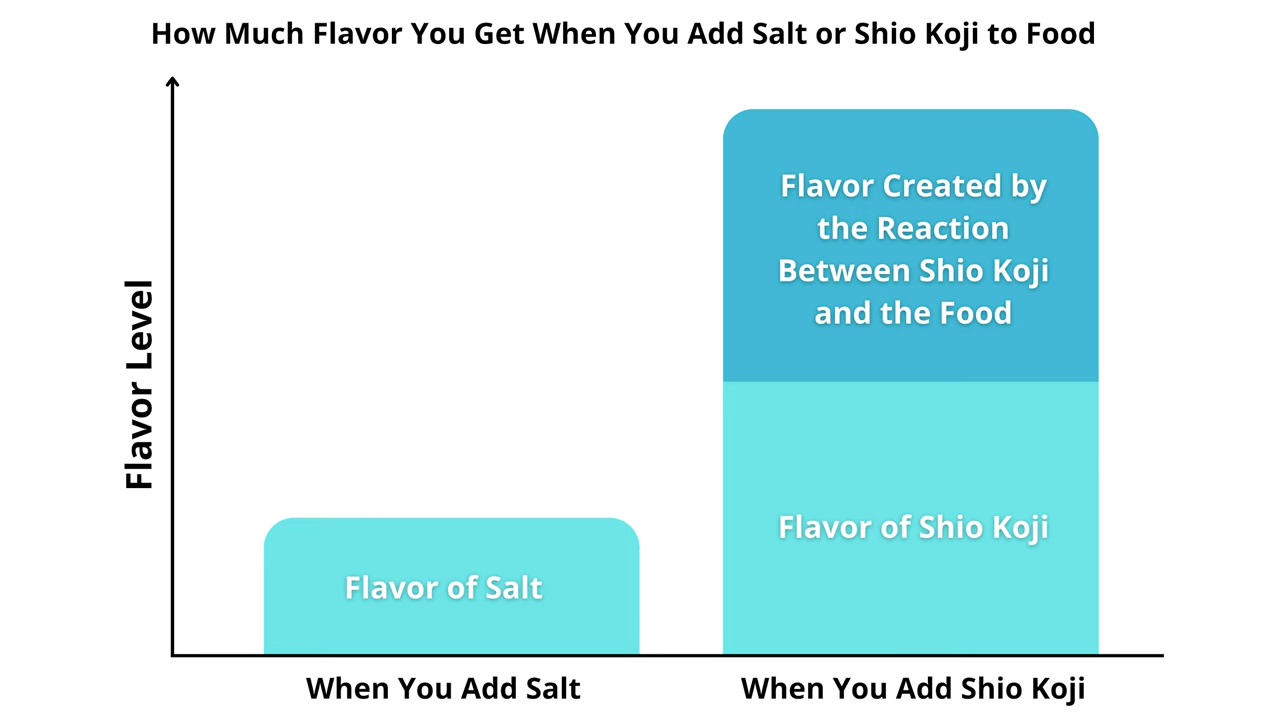 How Much Flavor You Get When You Add Salt or Shio Koji to Food
Flavor Level
Flavor of Salt
Flavor Created by
the Reaction
Between Shio Koji
and the Food
Flavor of Shio Koji
When You Add Salt
When You Add Shio Koji